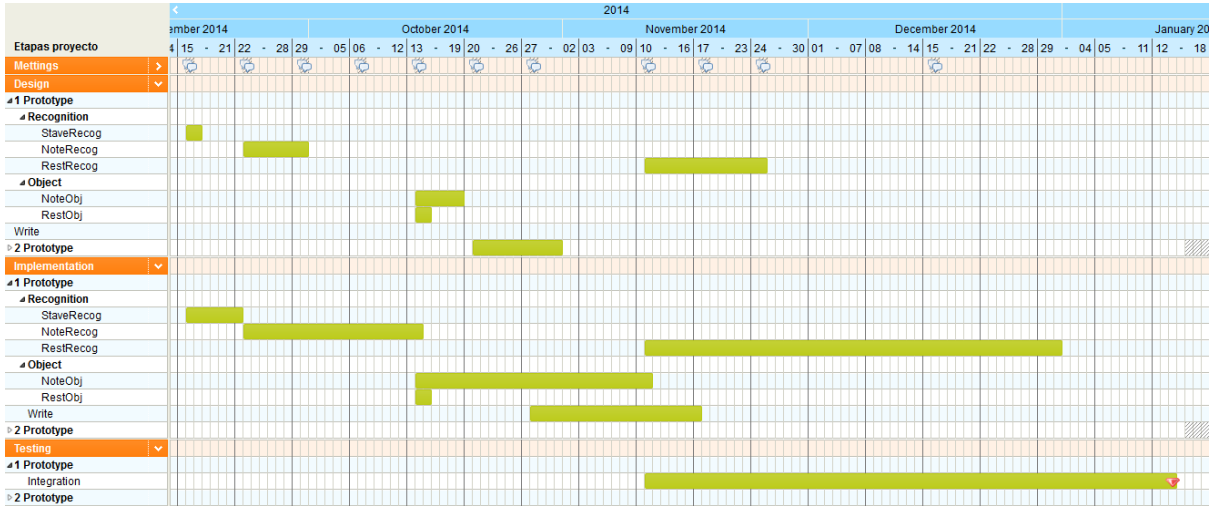 2014
ember 2014 October 2014 November 2014 December 2014 January 20
Etapas proyecto 4 15 - 21 22 - 28 29 - 05 06 - 12 13 - 19 20 - 26 27 - 02 03 - 09 10 - 16 17 - 23 24 - 30 01 - 07 08 - 14 15 - 21 22 - 28 29 - 04 05 - 11 12 - 18
Mettings
Design
1 Prototype
Recognition
StaveRecog
NoteRecog
RestRecog
Object
NoteObj
RestObj
Write
2 Prototype
Implementation
1 Prototype
Recognition
StaveRecog
NoteRecog
RestRecog
Object
NoteObj
RestObj
Write
2 Prototype
Testing
1 Prototype
Integration
2 Prototype